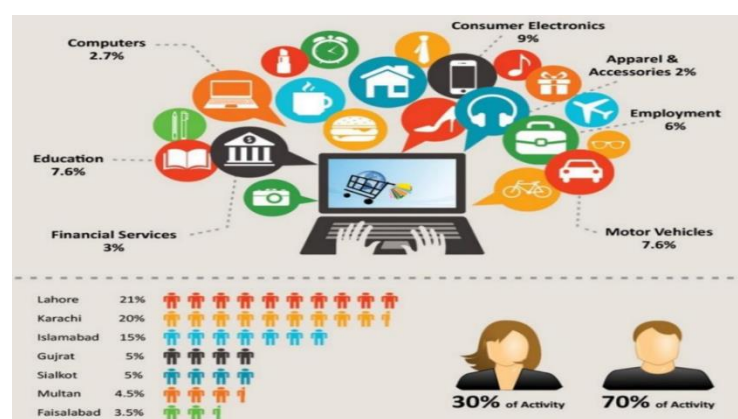 Computers
2.7%
Consumer Electronics
9%
Apparel &
Accessories 2%
Employment
6%
Education
7.6%
Financial Services
3%
Motor Vehicles
7.6%
Lahore 21%
Karachi 20%
Islamabad 15%
Gujrat 5%
Sialkot 5%
Multan 4.5%
Faisalabad 3.5%
30% of Activity
70% of Activity